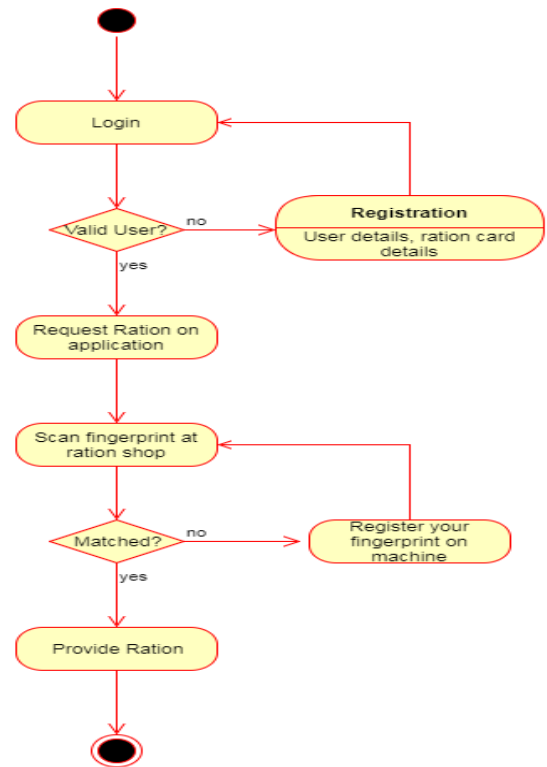 Login
Valid User?
no
Registration
User details, ration card
details
yes
Request Ration on
application
Scan fingerprint at
ration shop
Matched?
no
Register your
fingerprint on
machine
yes
Provide Ration